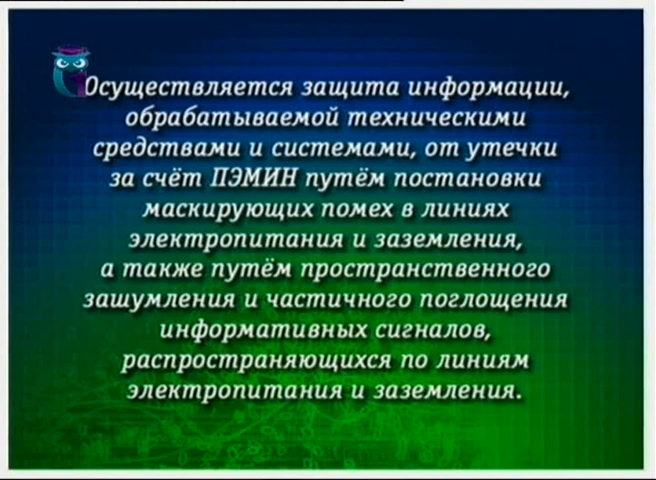 Осуществляется защита информации,
обрабатываемой техническими
средствами и системами, от утечки
за счёт ПЭМИН путём постановки
маскирующих помех в линиях
электропитания и заземления,
а также путём пространственного
зашумления и частичного поглощения
информативных сигналов,
распространяющихся по линиям
электропитания и заземления.